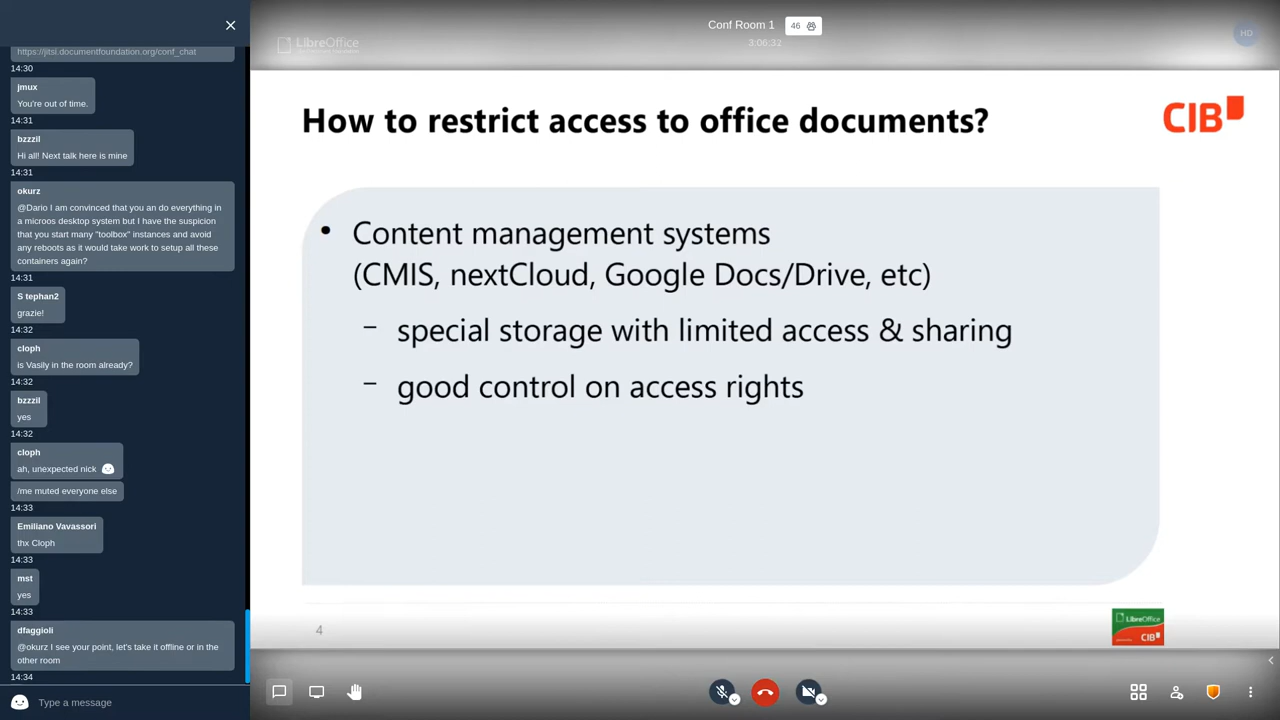 https://jitsi.documentfoundation.org/conf_chat
14:30
jmux
You're out of time.
14:31
bzzzil
Hi all! Next talk here is mine
14:31
okurz
@Dario I am convinced that you an do everything in
a microos desktop system but I have the suspicion
that you start many "toolbox" instances and avoid
any reboots as it would take work to setup all these
containers again?
14:31
S tephan2
grazie!
14:32
cloph
is Vasily in the room already?
14:32
bzzzil
yes
14:32
cloph
ah, unexpected nick
/me muted everyone else
14:33
Emiliano Vavassori
thx Cloph
14:33
mst
yes
14:33
dfaggioli
@okurz I see your point, let's take it offline or in the
other room
14:34
Type a message
LibreOffice
Conf Room 1
46
3:06:32
HD
How to restrict access to office documents?
CIB
• Content management systems
(CMIS, nextCloud, Google Docs/Drive, etc)
– special storage with limited access & sharing
– good control on access rights
4
LibreOffice
CIB